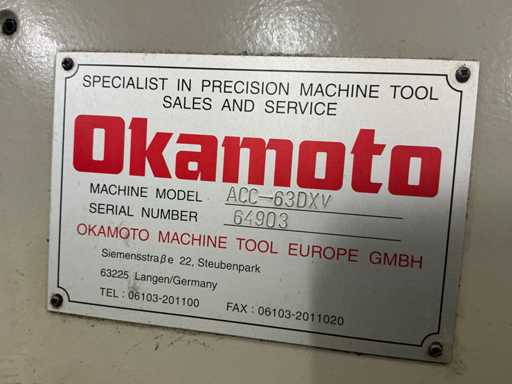 SPECIALIST IN PRECISION MACHINE TOOL
SALES AND SERVICE
Okamoto
MACHINE MODEL ACC-63DXV
SERIAL NUMBER 64903
OKAMOTO MACHINE TOOL EUROPE GMBH
Siemensstraβe 22, Steubenpark
63225 Langen/Germany
TEL : 06103-201100 FAX : 06103-2011020